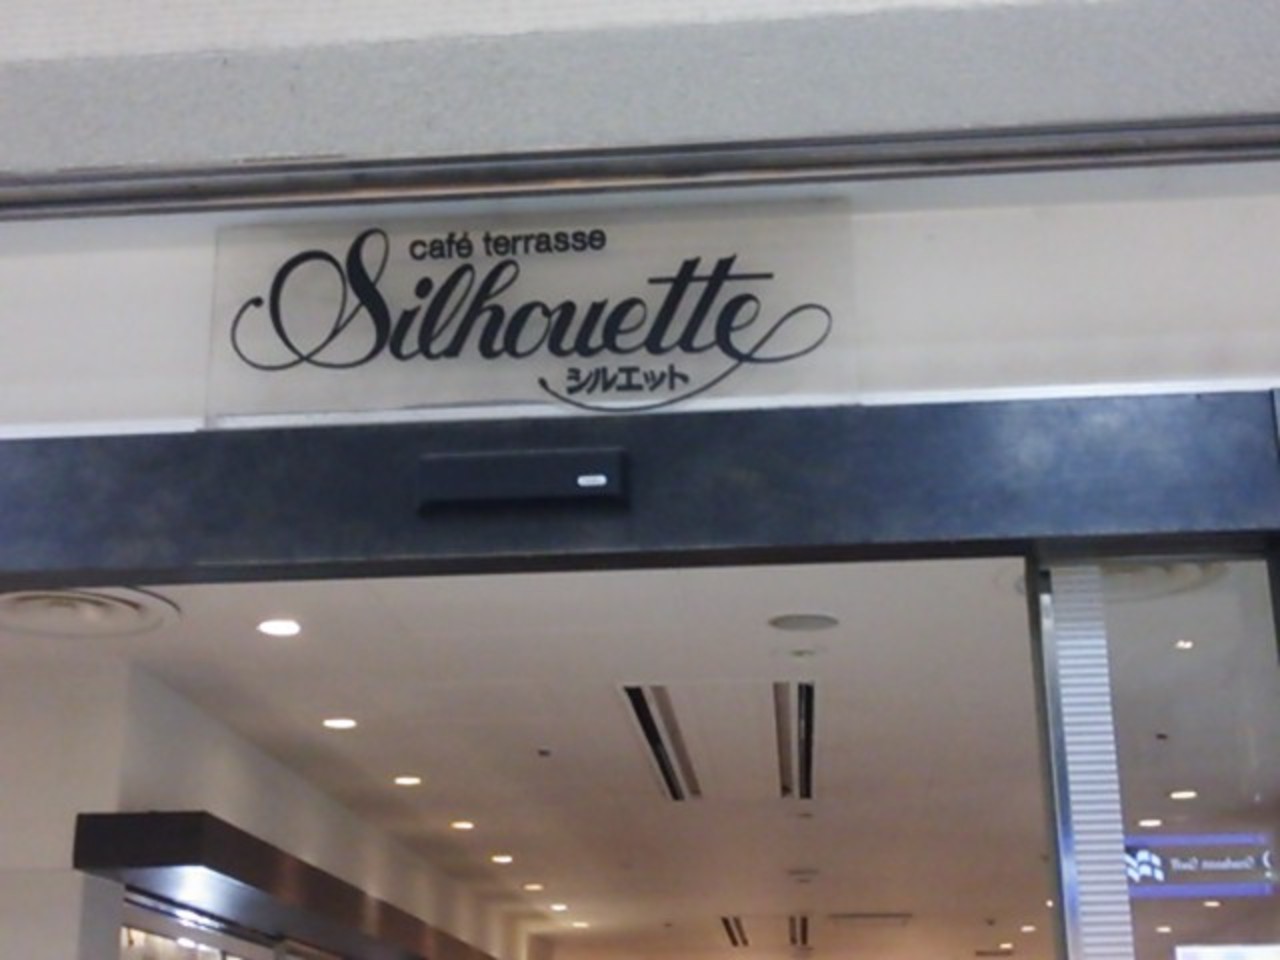 café terrasse
Silhouette
シルエット